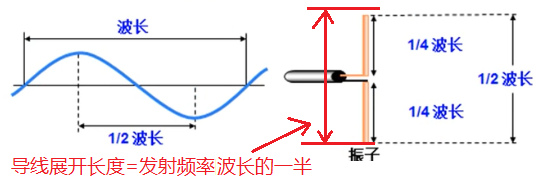 波长
1/2 波长
1/4 波长
1/2 波长
1/4 波长
振子
导线展开长度=发射频率波长的一半